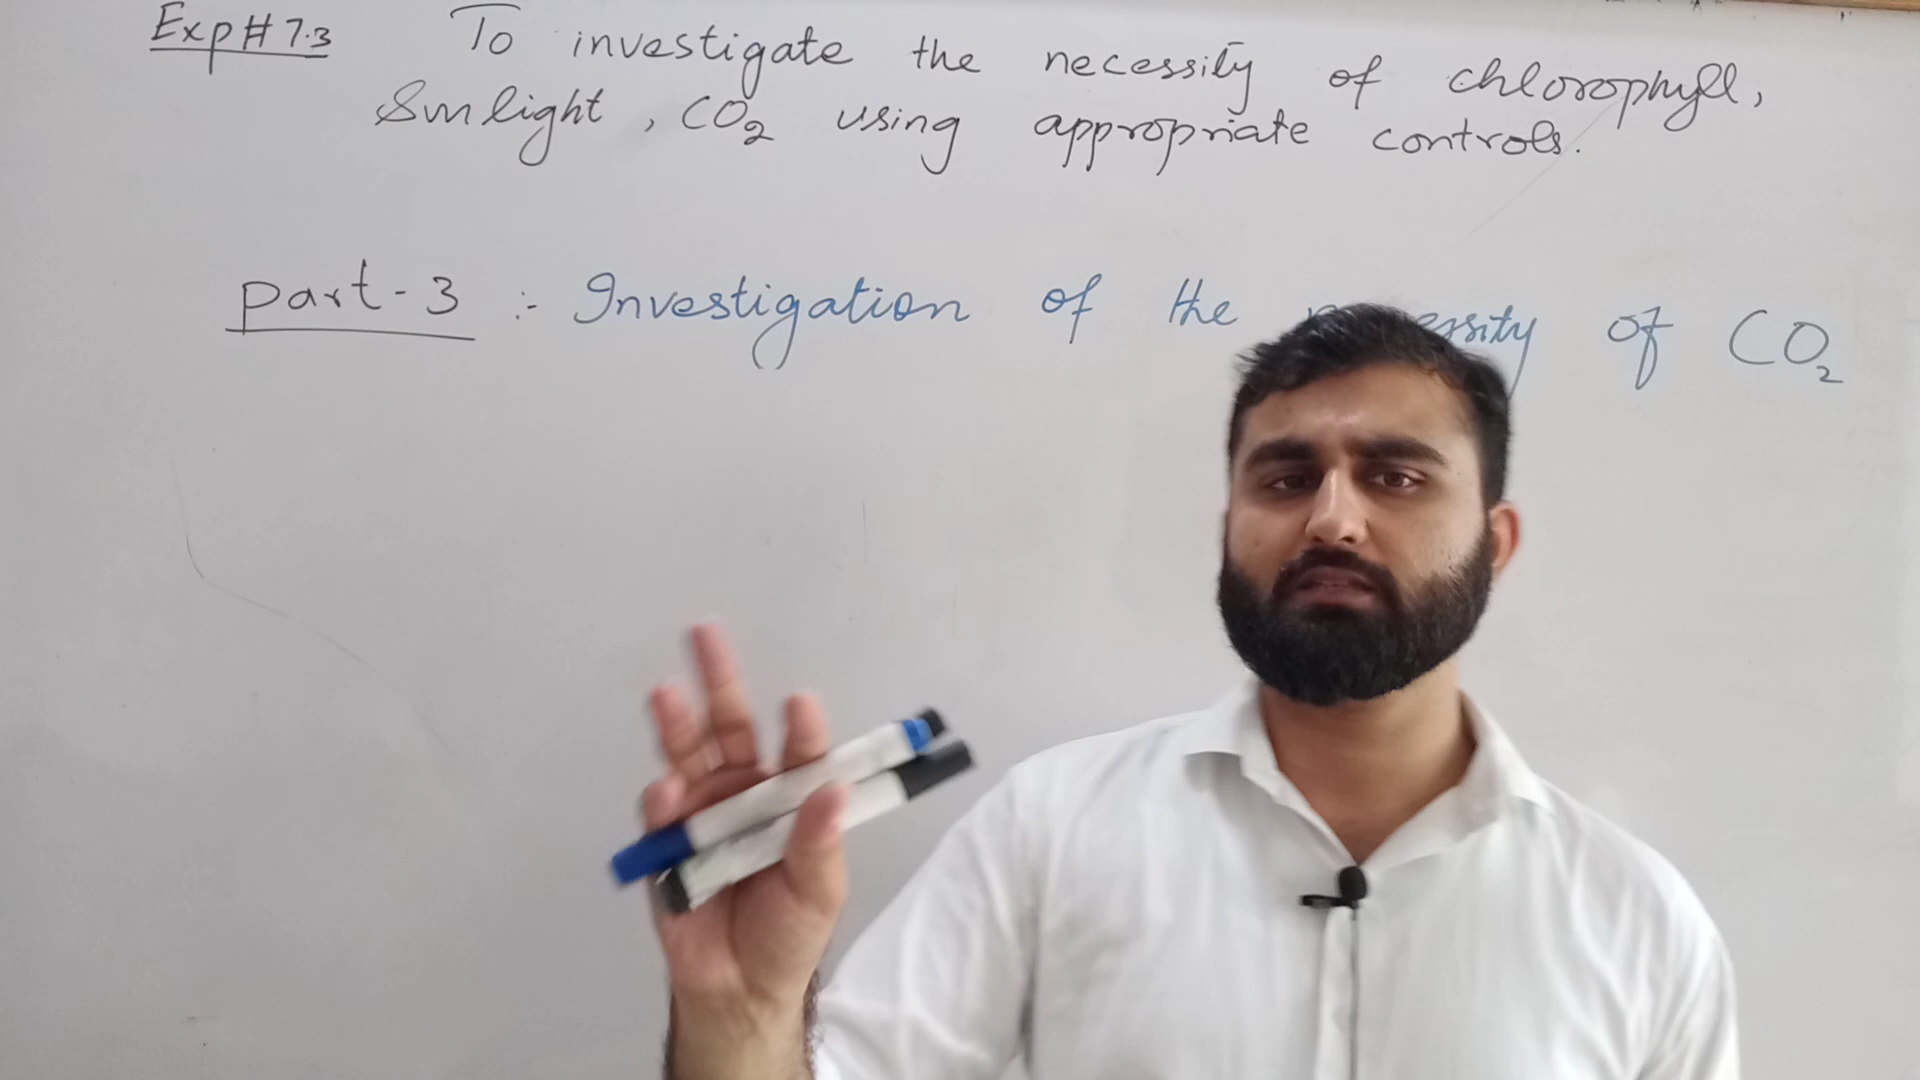 Exp# 7.3 To investigate the necessity of chlorophyll,
Sunlight, CO₂ using appropriate controls.
part-3 :- Investigation of the necessity of CO₂